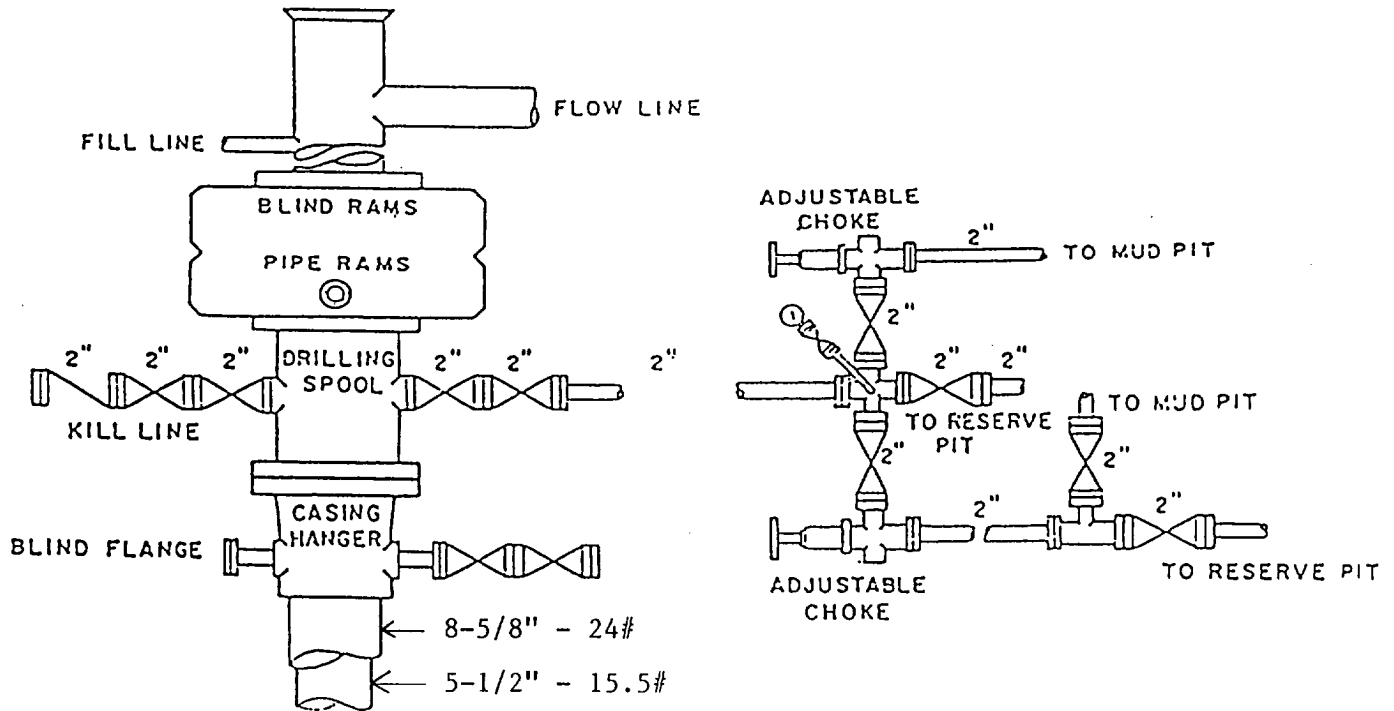 FLOW LINE
FILL LINE
BLIND RAMS
PIPE RAMS
2" 2" 2" DRILLING 2" 2" 2"
SPOOL
KILL LINE
CASING
HANGER
BLIND FLANGE
8-5/8" - 24#
5-1/2" - 15.5#
ADJUSTABLE
CHOKE
2"
TO MUD PIT
2"
2" 2"
TO RESERVE
PIT
TO MUD PIT
2"
2"
2" 2"
TO RESERVE PIT
ADJUSTABLE
CHOKE